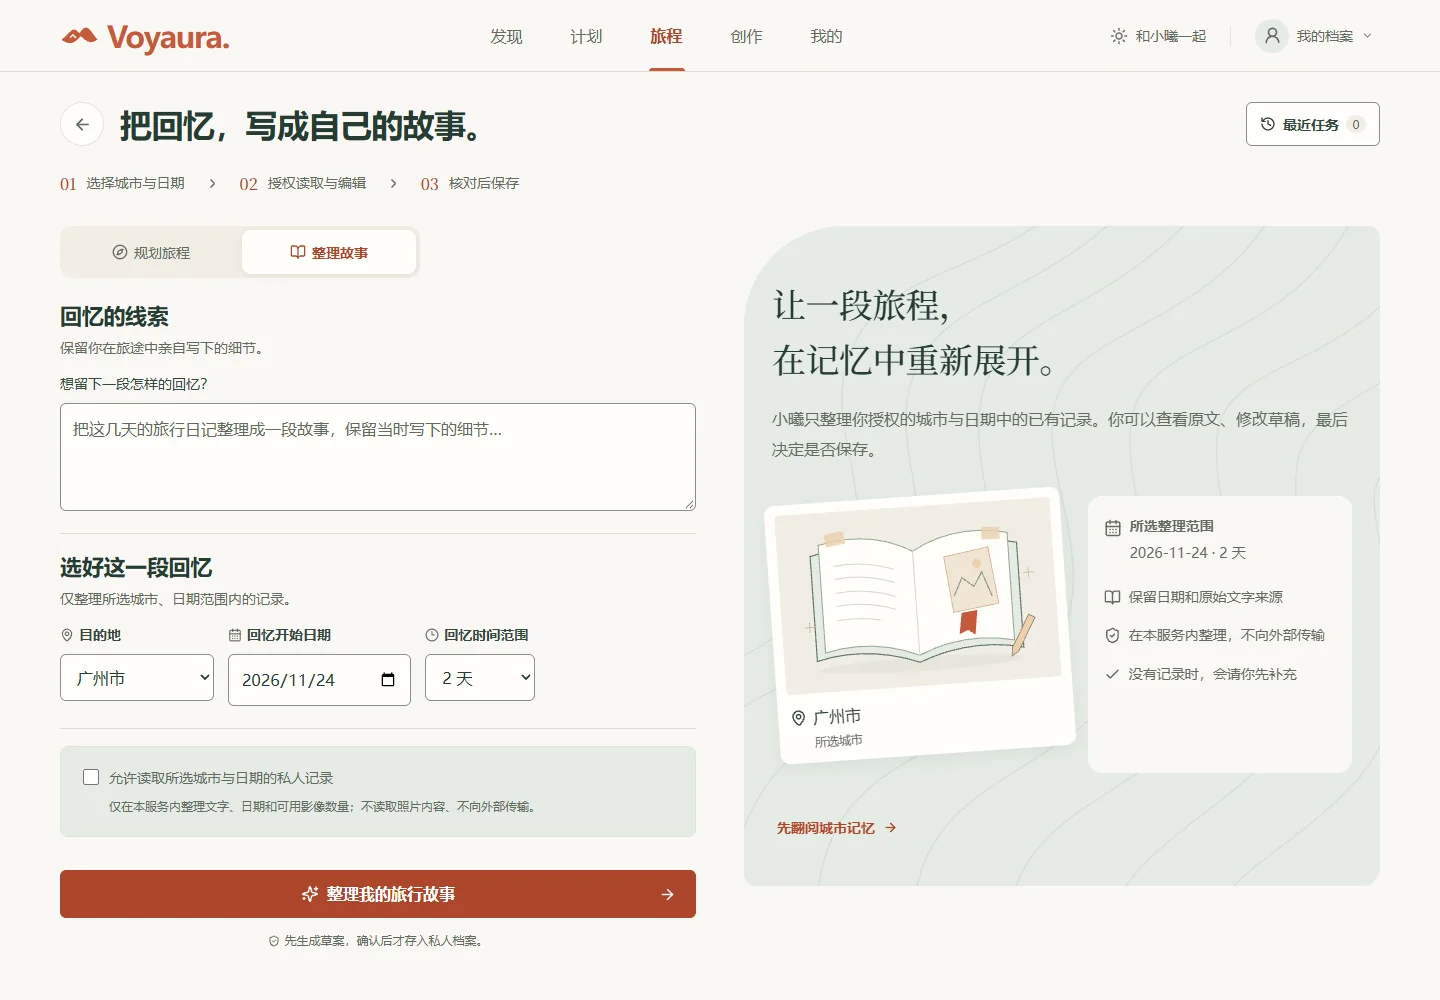 Voyaura.
发现
计划
旅程
创作
我的
和小曦一起
我的档案
把回忆，写成自己的故事。
最近任务 0
01 选择城市与日期
02 授权读取与编辑
03 核对后保存
规划旅程
整理故事
回忆的线索
保留你在旅途中亲自写下的细节。
想留下一段怎样的回忆？
把这几天的旅行日记整理成一段故事，保留当时写下的细节...
选好这一段回忆
仅整理所选城市、日期范围内的记录。
目的地
回忆开始日期
回忆时间范围
广州市
2026/11/24
2 天
允许读取所选城市与日期的私人记录
仅在本服务内整理文字、日期和可用影像数量；不读取照片内容、不向外部传输。
整理我的旅行故事
先生成草案，确认后才存入私人档案。
让一段旅程，
在记忆中重新展开。
小曦只整理你授权的城市与日期中的已有记录。你可以查看原文、修改草稿，最后
决定是否保存。
广州市
所选城市
所选整理范围
2026-11-24 · 2 天
保留日期和原始文字来源
在本服务内整理，不向外部传输
没有记录时，会请你先补充
先翻阅城市记忆